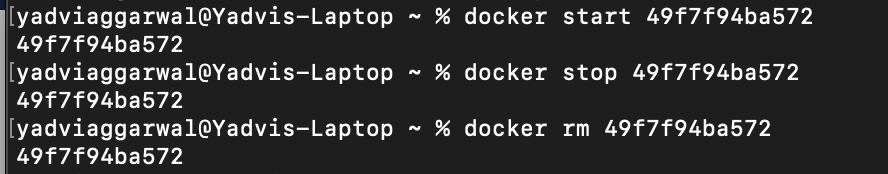 [yadviaggarwal@Yadvis-Laptop ~ % docker start 49f7f94ba572
49f7f94ba572
[yadviaggarwal@Yadvis-Laptop ~ % docker stop 49f7f94ba572
49f7f94ba572
[yadviaggarwal@Yadvis-Laptop ~ % docker rm 49f7f94ba572
49f7f94ba572